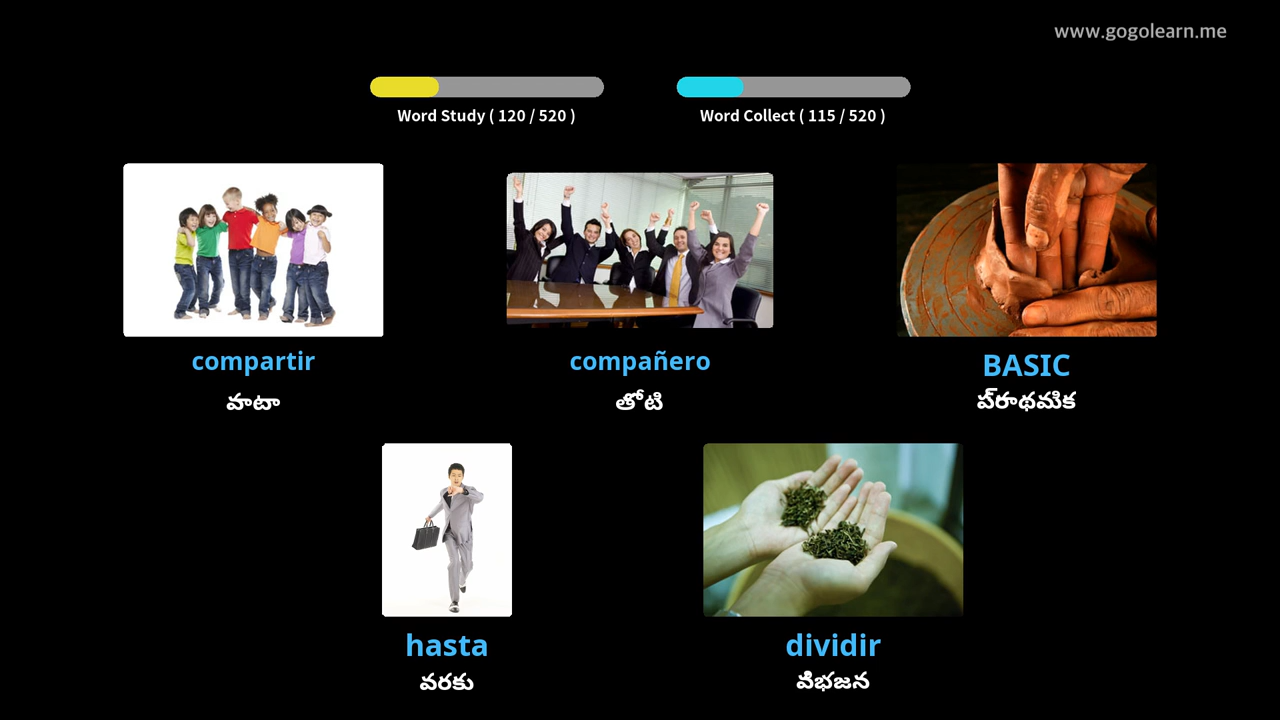 www.gogolearn.me
Word Study ( 120 / 520 )
Word Collect ( 115 / 520 )
compartir
వాటా
compañero
తోటి
BASIC
ప్రాథమిక
hasta
వరకు
dividir
విభజన